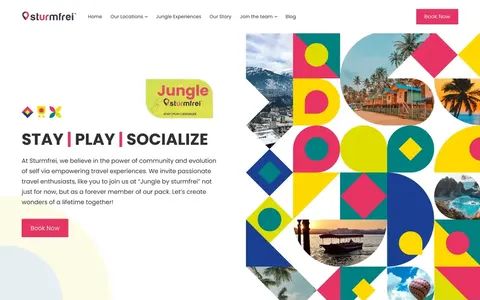 sturmfrei
Home
Our Locations
Jungle Experiences
Our Story
Join the team
Blog
Book Now
Jungle
sturmfrei
STAY | PLAY | SOCIALIZE
At Sturmfrei, we believe in the power of community and evolution
of self via empowering travel experiences. We invite passionate
travel enthusiasts, like you to join us at “Jungle by sturmfrei” not
just for now, but as a forever member of our pack. Let’s create
wonders of a lifetime together!
Book Now